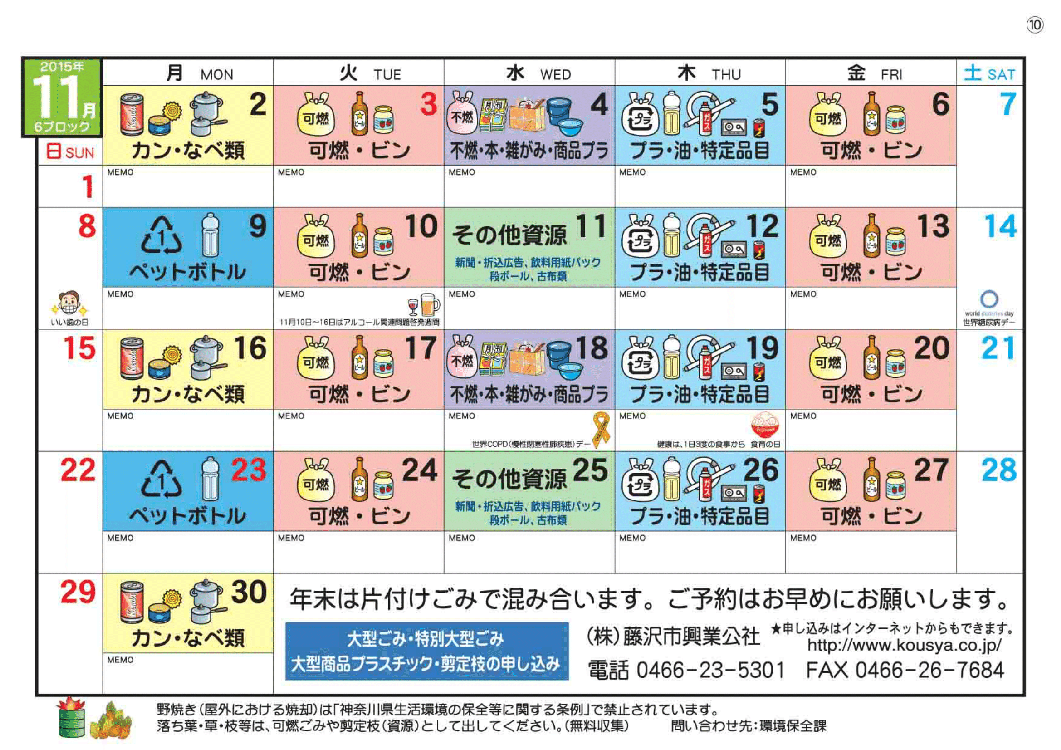 ⑩
2015年
11月
6ブロック
月 MON
火 TUE
水 WED
木 THU
金 FRI
土 SAT
日 SUN
1
2
カン・なべ類
MEMO
可燃
3
可燃・ビン
MEMO
不燃
4
不燃・本・雑がみ・商品プラ
MEMO
プラ
5
プラ・油・特定品目
MEMO
可燃
6
可燃・ビン
MEMO
7
8
いい歯の日
1
9
ペットボトル
MEMO
可燃
10
可燃・ビン
MEMO
11月10日~16日はアルコール関連問題啓発週間
その他資源 11
新聞・折込広告、飲料用紙パック
段ボール、古布類
MEMO
プラ
12
プラ・油・特定品目
MEMO
可燃
13
可燃・ビン
MEMO
14
world diabetes day
世界糖尿病デー
15
16
カン・なべ類
MEMO
可燃
17
可燃・ビン
MEMO
不燃
18
不燃・本・雑がみ・商品プラ
MEMO
世界COPD(慢性閉塞性肺疾患)デー
プラ
19
プラ・油・特定品目
MEMO
健康は、1日3度の食事から 食育の日
可燃
20
可燃・ビン
MEMO
21
22
1
23
ペットボトル
MEMO
可燃
24
可燃・ビン
MEMO
その他資源 25
新聞・折込広告、飲料用紙パック
段ボール、古布類
MEMO
プラ
26
プラ・油・特定品目
MEMO
可燃
27
可燃・ビン
MEMO
28
29
30
カン・なべ類
MEMO
年末は片付けごみで混み合います。ご予約はお早めにお願いします。
大型ごみ・特別大型ごみ
大型商品プラスチック・剪定枝の申し込み
(株)藤沢市興業公社
★申し込みはインターネットからもできます。
http://www.kousya.co.jp/
電話 0466-23-5301 FAX 0466-26-7684
野焼き(屋外における焼却)は「神奈川県生活環境の保全等に関する条例」で禁止されています。
落ち葉・草・枝等は、可燃ごみや剪定枝(資源)として出してください。(無料収集) 問い合わせ先:環境保全課